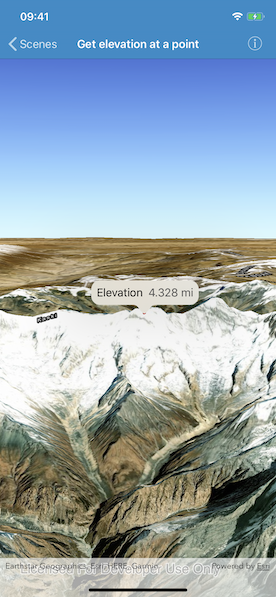 09:41
Scenes
Get elevation at a point
Elevation 4.328 mi
Earthstar Geographics, Esri, HERE, Garmin
Powered by Esri
Licensed For Developer Use Only